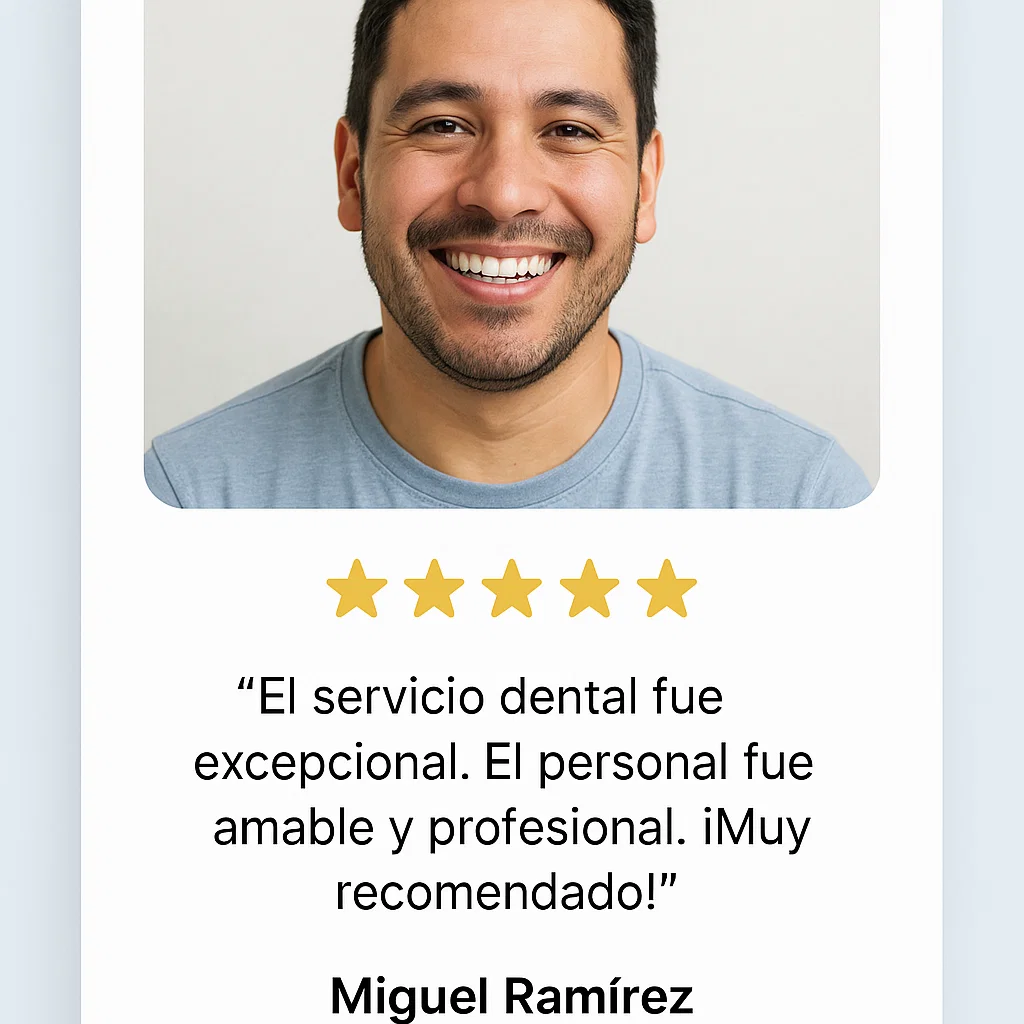 “El servicio dental fue
excepcional. El personal fue
amable y profesional. ¡Muy
recomendado!”
Miguel Ramírez